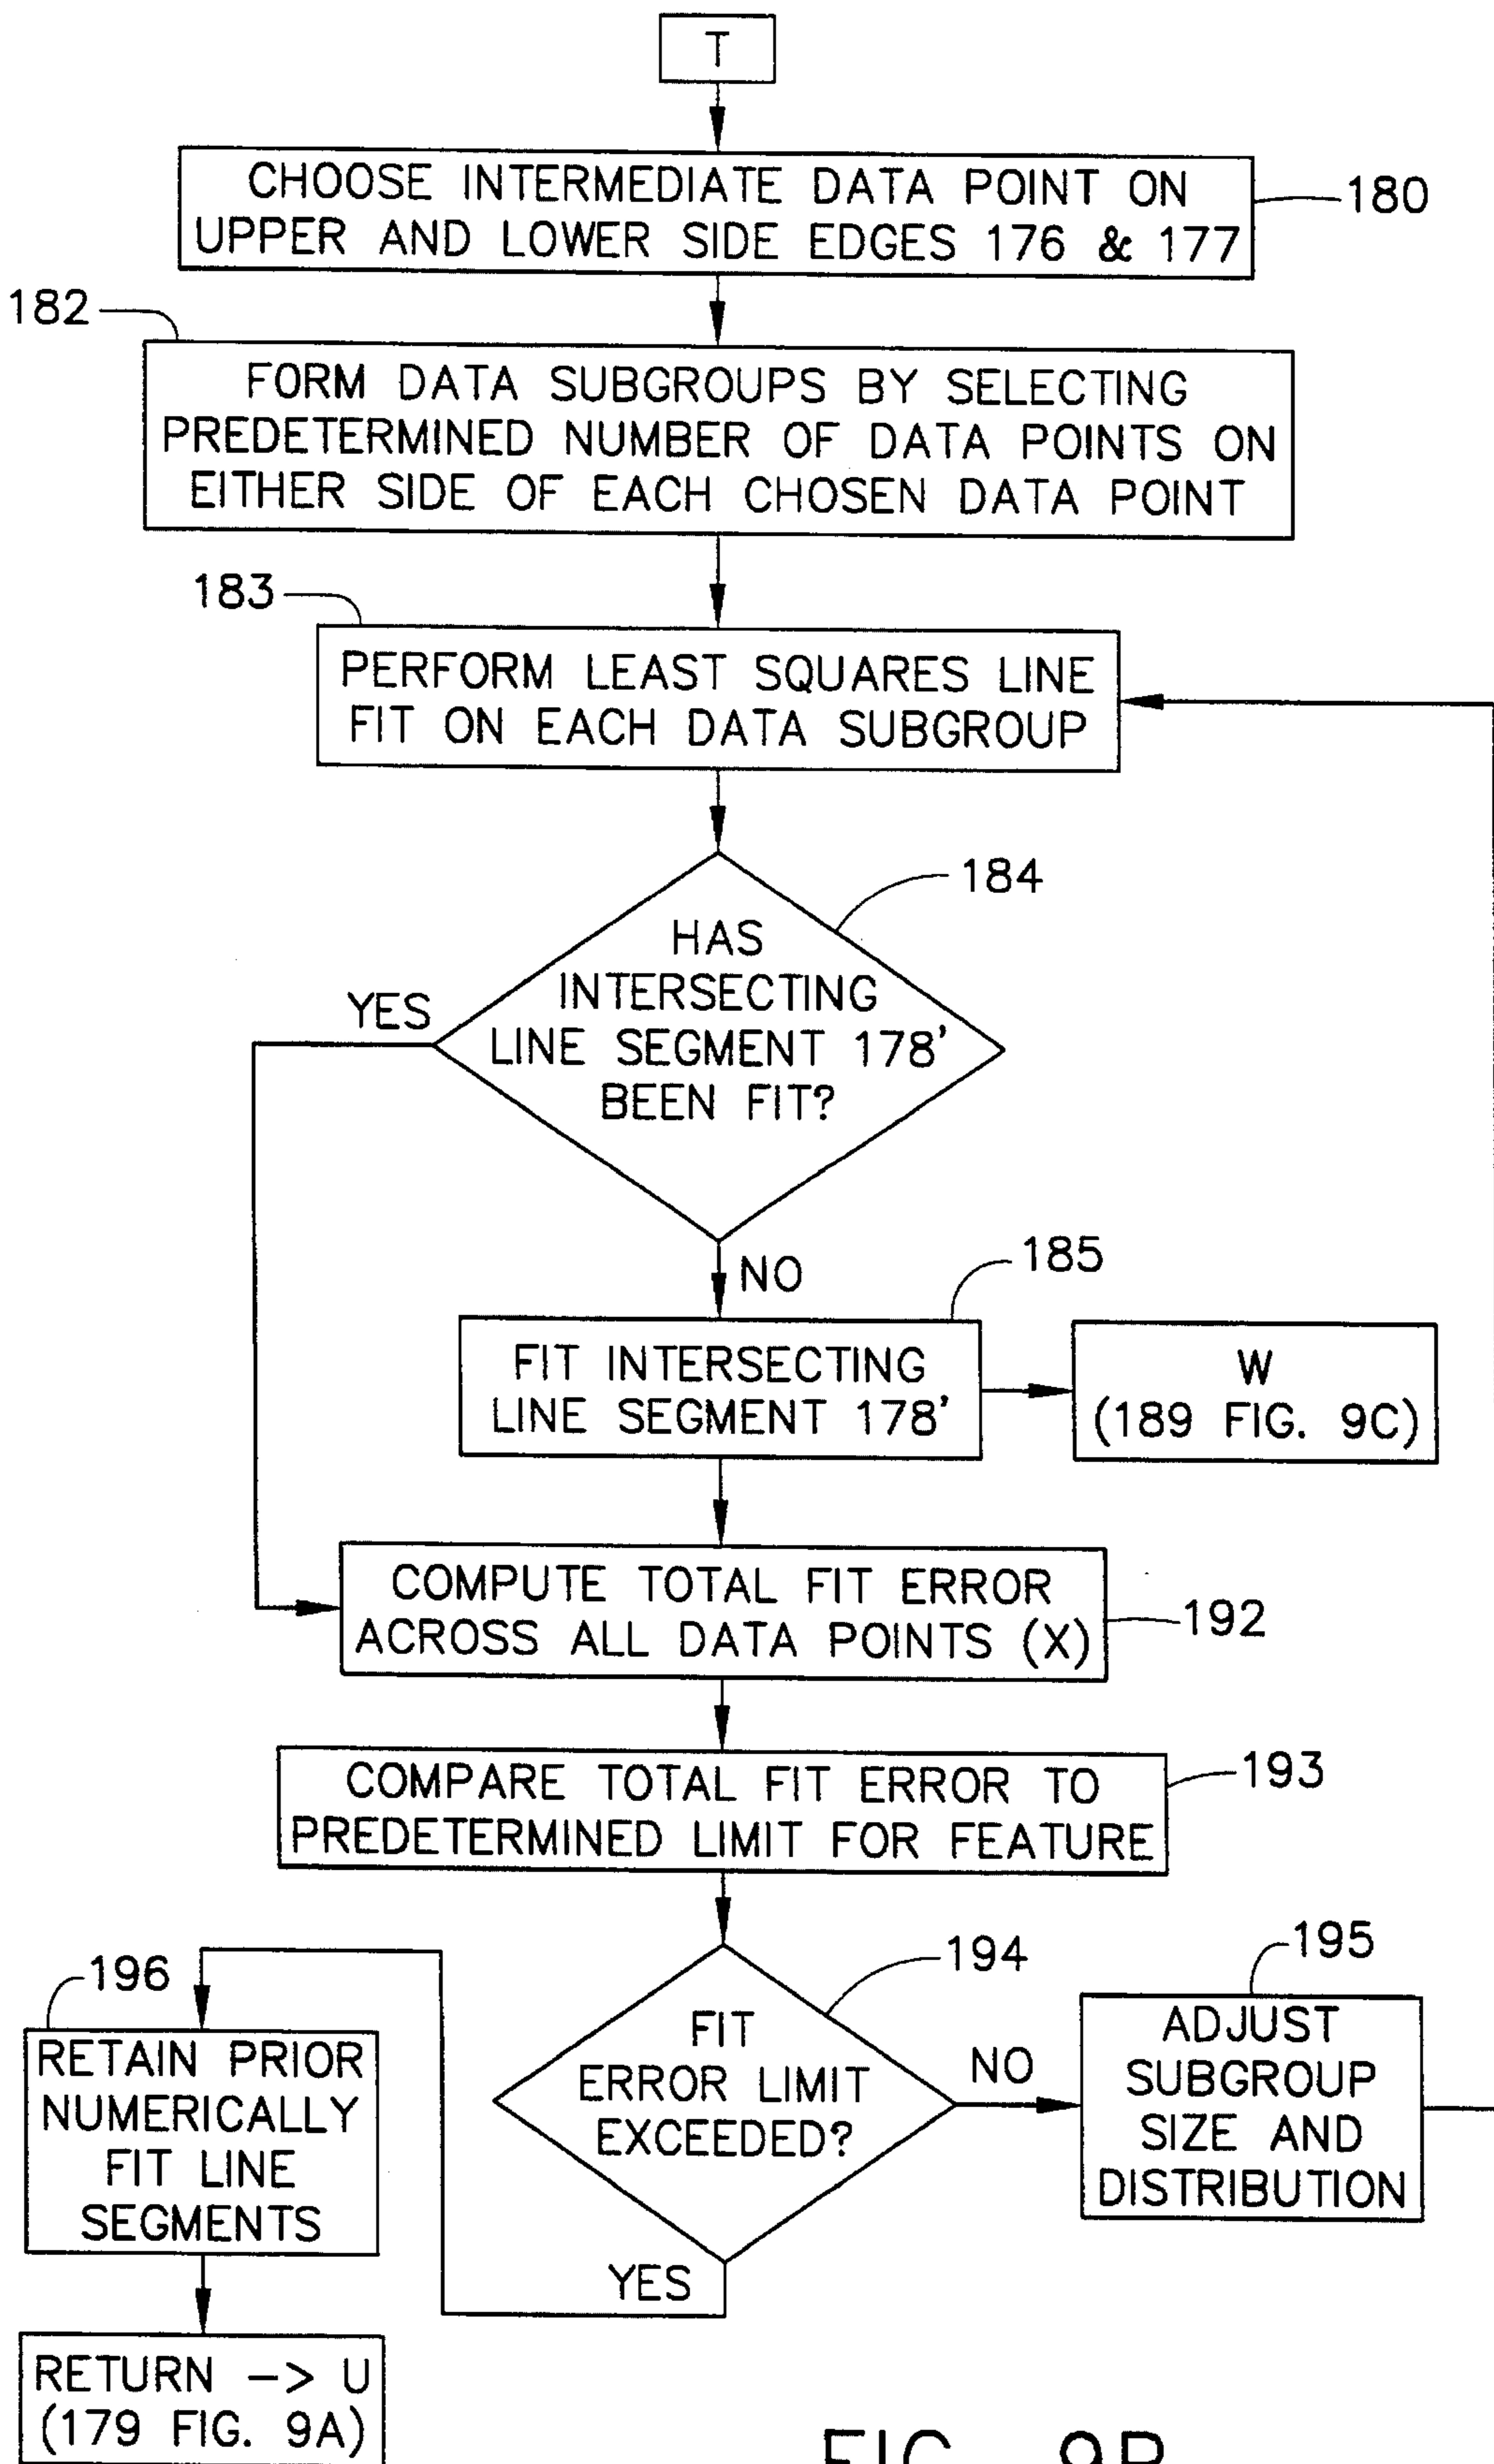 T
CHOOSE INTERMEDIATE DATA POINT ON
UPPER AND LOWER SIDE EDGES 176 & 177
180
182
FORM DATA SUBGROUPS BY SELECTING
PREDETERMINED NUMBER OF DATA POINTS ON
EITHER SIDE OF EACH CHOSEN DATA POINT
183
PERFORM LEAST SQUARES LINE
FIT ON EACH DATA SUBGROUP
184
HAS
INTERSECTING
LINE SEGMENT 178'
BEEN FIT?
YES
NO
185
FIT INTERSECTING
LINE SEGMENT 178'
W
(189 FIG. 9C)
COMPUTE TOTAL FIT ERROR
ACROSS ALL DATA POINTS (X)
192
COMPARE TOTAL FIT ERROR TO
PREDETERMINED LIMIT FOR FEATURE
193
194
FIT
ERROR LIMIT
EXCEEDED?
NO
YES
195
ADJUST
SUBGROUP
SIZE AND
DISTRIBUTION
196
RETAIN PRIOR
NUMERICALLY
FIT LINE
SEGMENTS
RETURN -> U
(179 FIG. 9A)
FIG. 9B